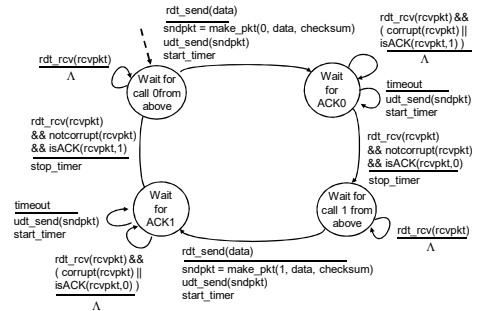 rdt_send(data)
sndpkt = make_pkt(0, data, checksum)
udt_send(sndpkt)
start_timer
rdt_rcv(rcvpkt) &&
( corrupt(rcvpkt) ||
isACK(rcvpkt,1) )
Λ
rdt_rcv(rcvpkt)
Λ
Wait for
call 0from
above
Wait
for
ACK0
timeout
udt_send(sndpkt)
start_timer
rdt_rcv(rcvpkt)
&& notcorrupt(rcvpkt)
&& isACK(rcvpkt,1)
stop_timer
rdt_rcv(rcvpkt)
&& notcorrupt(rcvpkt)
&& isACK(rcvpkt,0)
stop_timer
timeout
udt_send(sndpkt)
start_timer
Wait
for
ACK1
Wait for
call 1 from
above
rdt_rcv(rcvpkt)
Λ
rdt_rcv(rcvpkt) &&
( corrupt(rcvpkt) ||
isACK(rcvpkt,0) )
Λ
rdt_send(data)
sndpkt = make_pkt(1, data, checksum)
udt_send(sndpkt)
start_timer